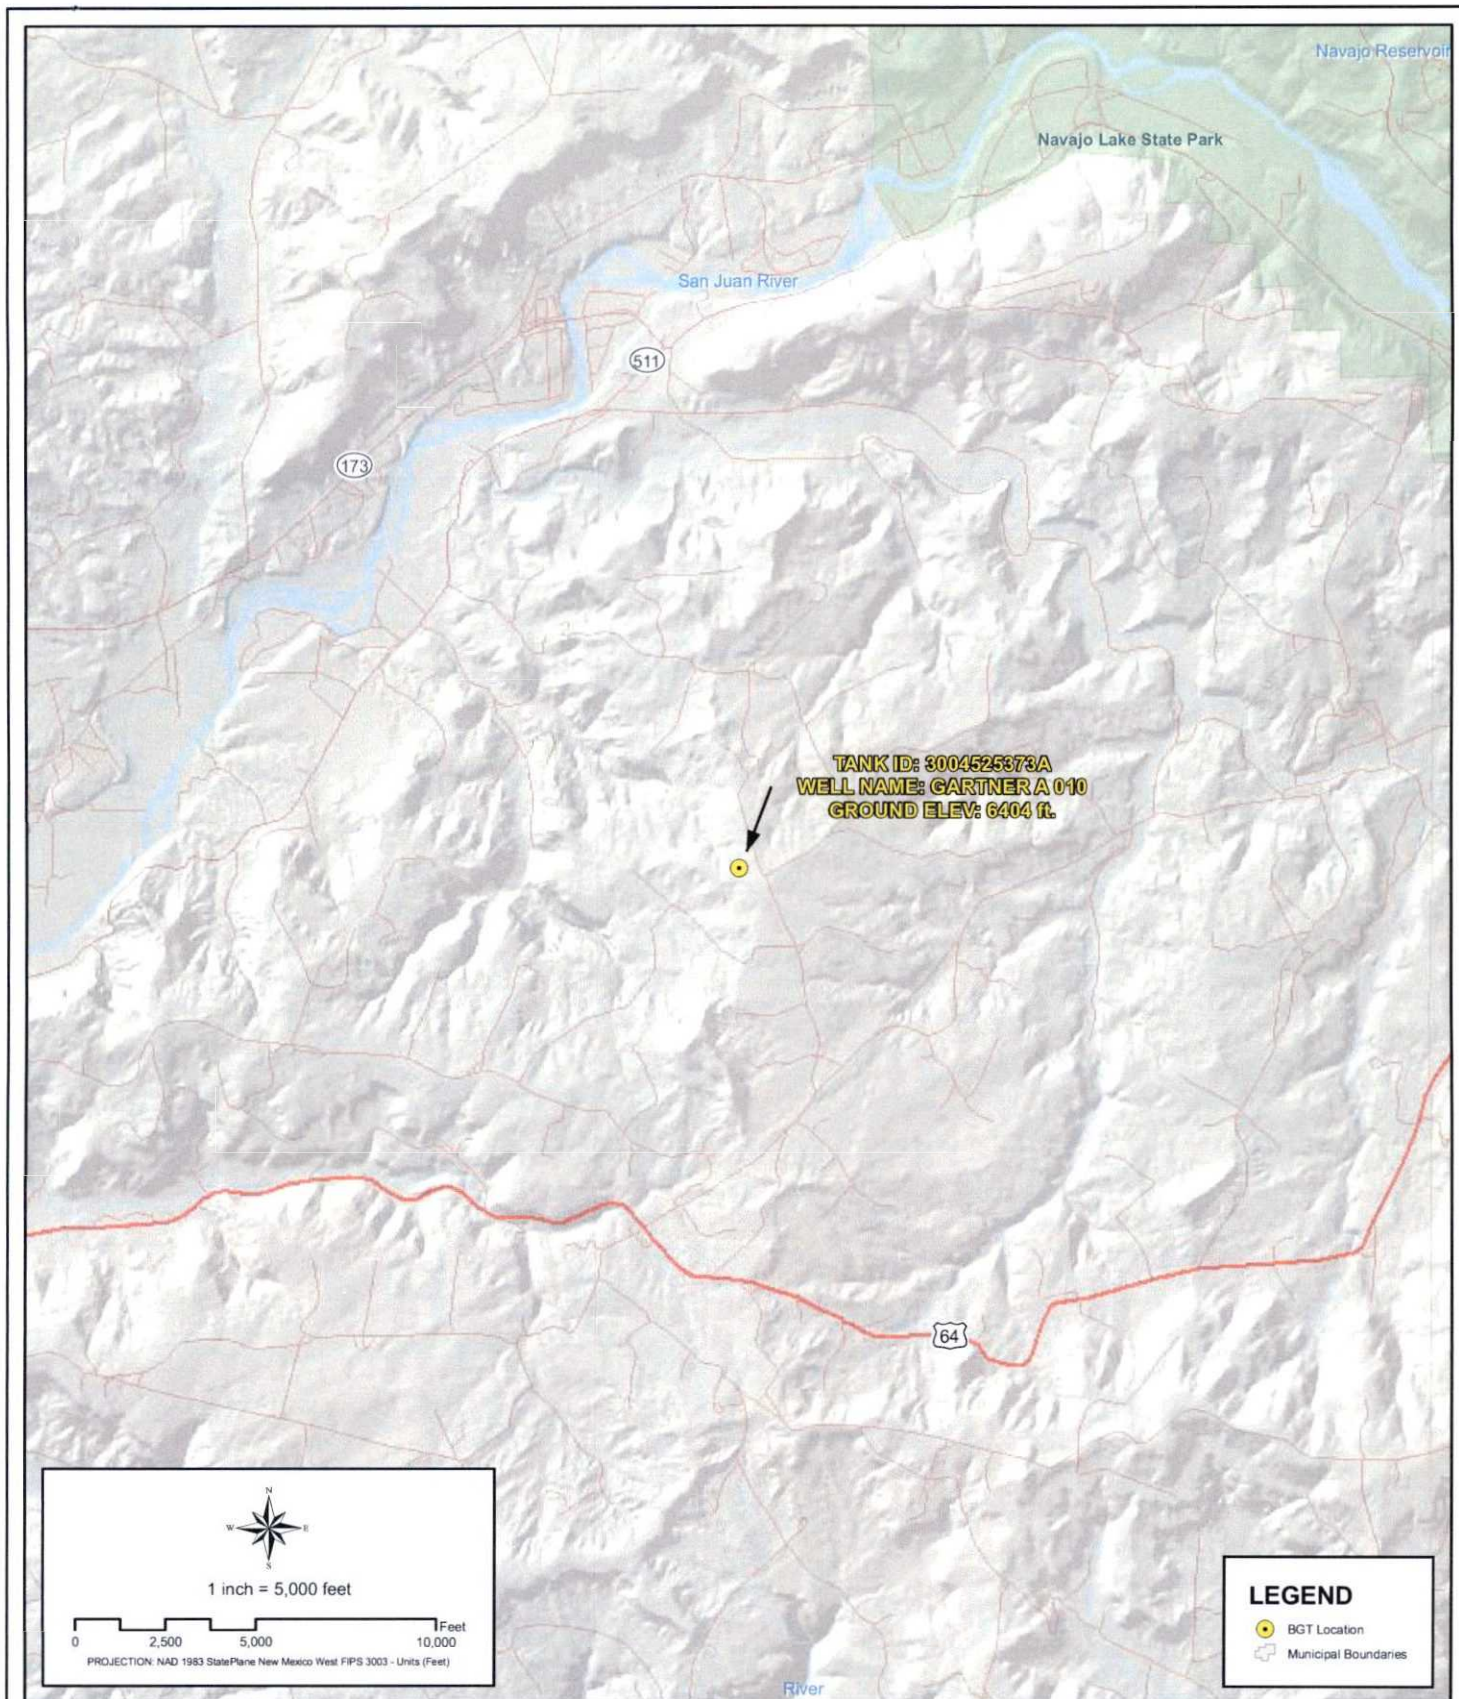 Navajo Reservoir
Navajo Lake State Park
San Juan River
511
173
TANK ID: 3004525373A
WELL NAME: GARTNER A 010
GROUND ELEV: 6404 ft.
64
N
W E
S
1 inch = 5,000 feet
Feet
0 2,500 5,000 10,000
PROJECTION: NAD 1983 StatePlane New Mexico West FIPS 3003 - Units (Feet)
LEGEND
BGT Location
Municipal Boundaries
River